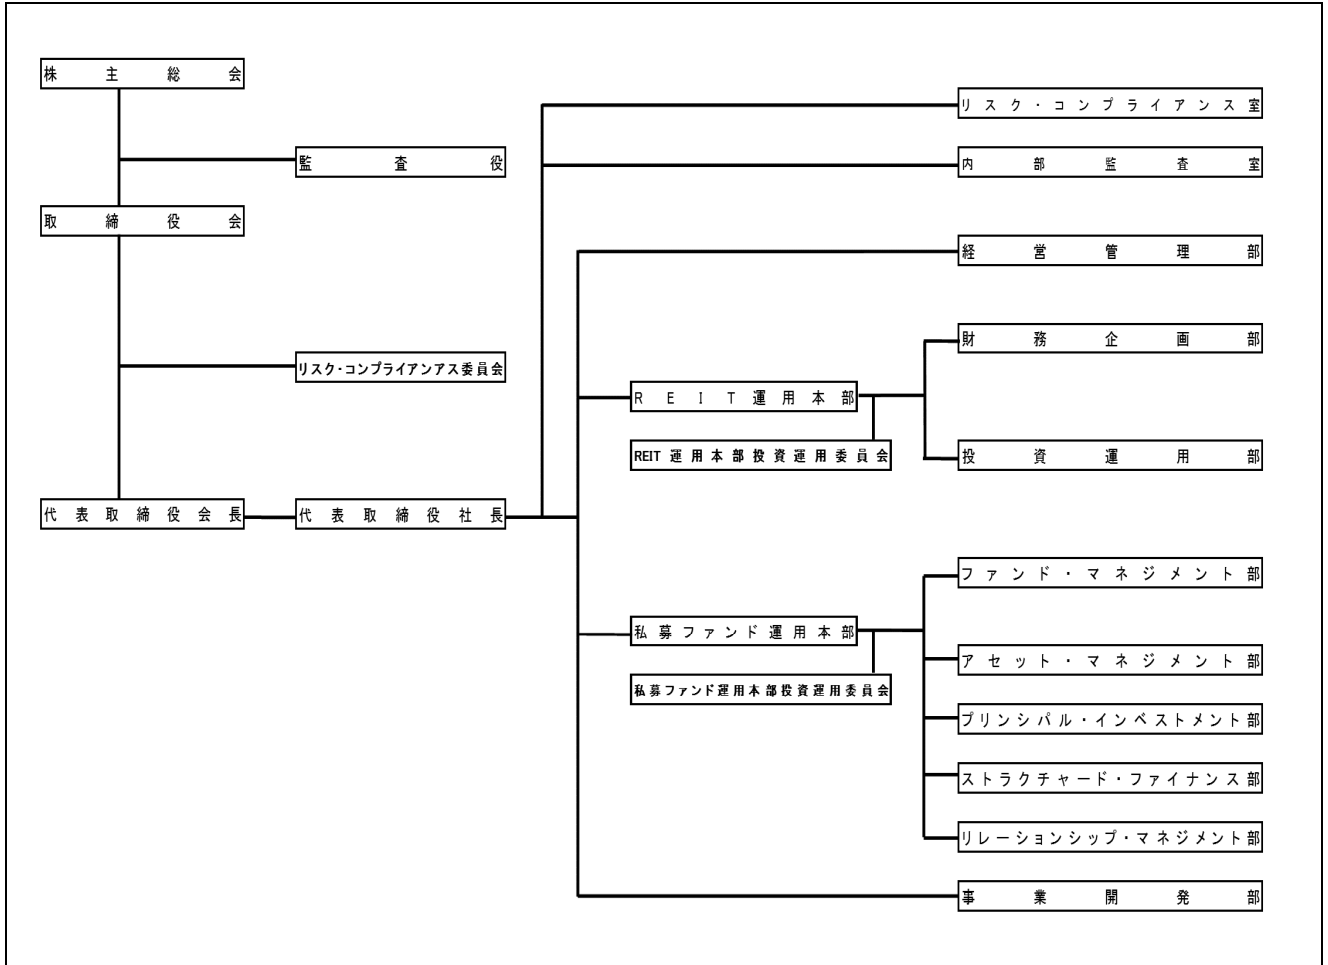 株主総会
監査役
取締役会
リスク・コンプライアンアス委員会
代表取締役会長
代表取締役社長
リスク・コンプライアンス室
内部監査室
経営管理部
REIT運用本部
REIT運用本部投資運用委員会
財務企画部
投資運用部
私募ファンド運用本部
私募ファンド運用本部投資運用委員会
ファンド・マネジメント部
アセット・マネジメント部
プリンシパル・インベストメント部
ストラクチャード・ファイナンス部
リレーションシップ・マネジメント部
事業開発部